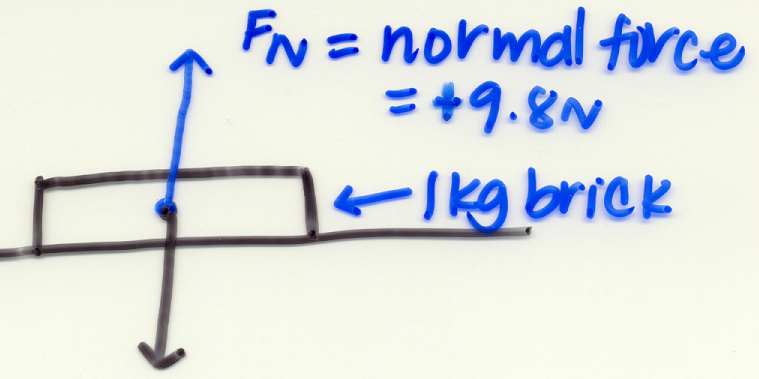 FN = normal force
= +9.8N
1kg brick